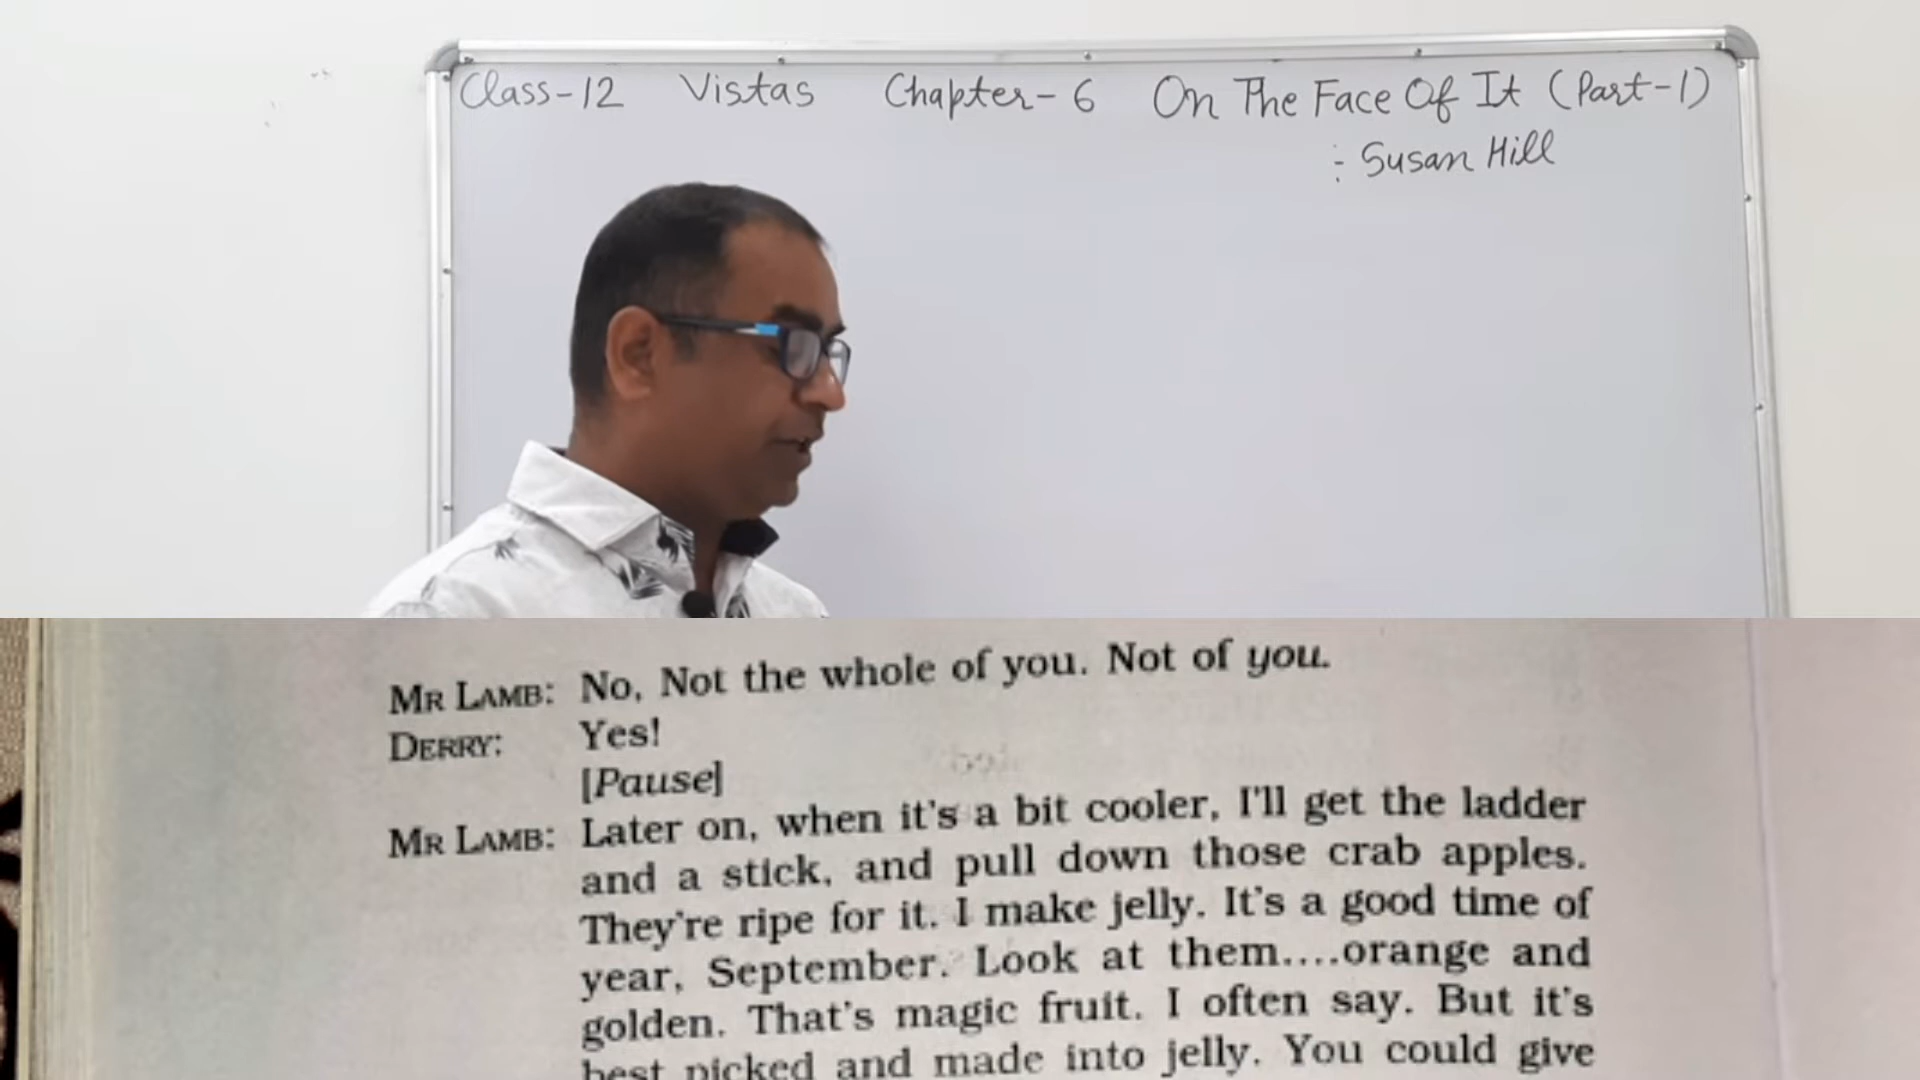 Class-12 Vistas Chapter-6 On The Face Of It (Part-1)
:- Susan Hill
MR LAMB: No, Not the whole of you. Not of you.
DERRY: Yes!
[Pause]
MR LAMB: Later on, when it's a bit cooler, I'll get the ladder
and a stick, and pull down those crab apples.
They're ripe for it. I make jelly. It's a good time of
year, September. Look at them....orange and
golden. That's magic fruit. I often say. But it's
best picked and made into jelly. You could give